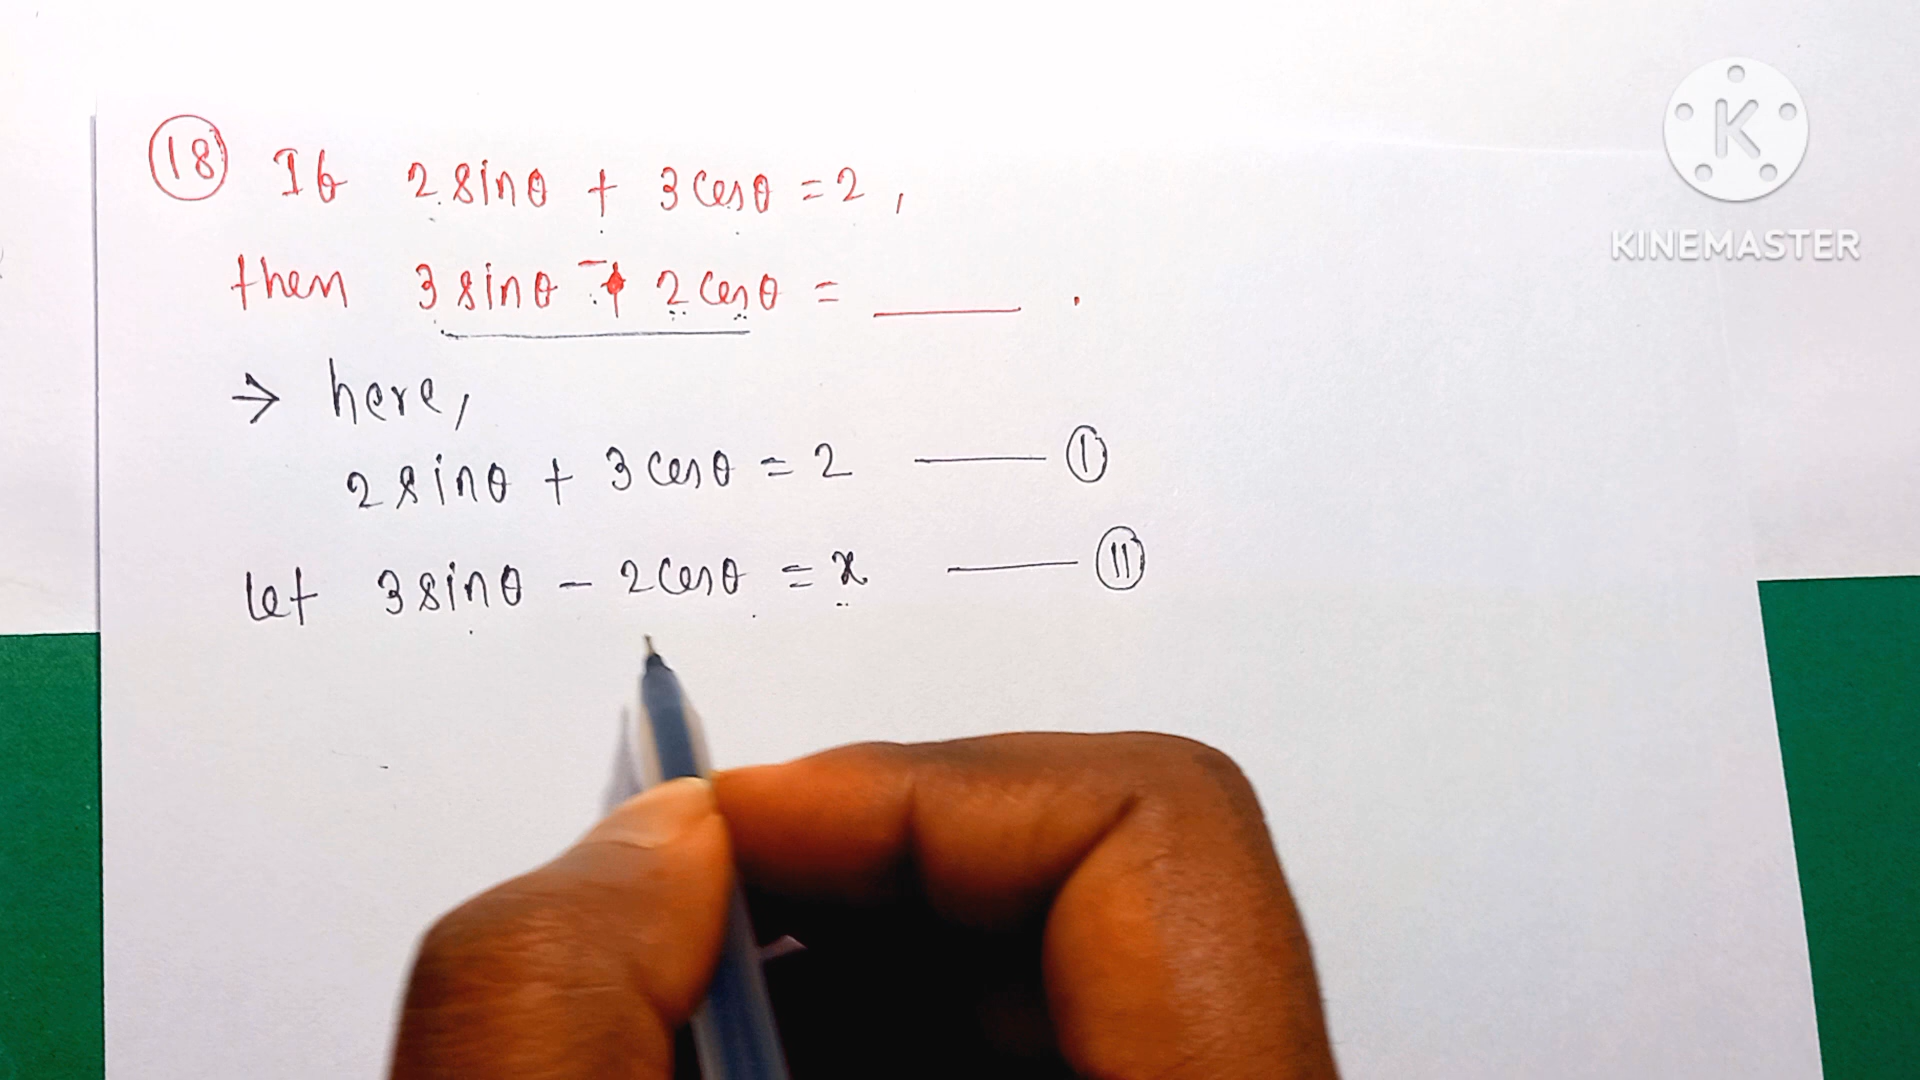 18 If 2 sinθ + 3 cosθ = 2 ,
then 3 sinθ - 2 cosθ = ____ .
→ here,
2 sinθ + 3 cosθ = 2 —— I
let 3 sinθ - 2 cosθ = x —— II
K
KINEMASTER